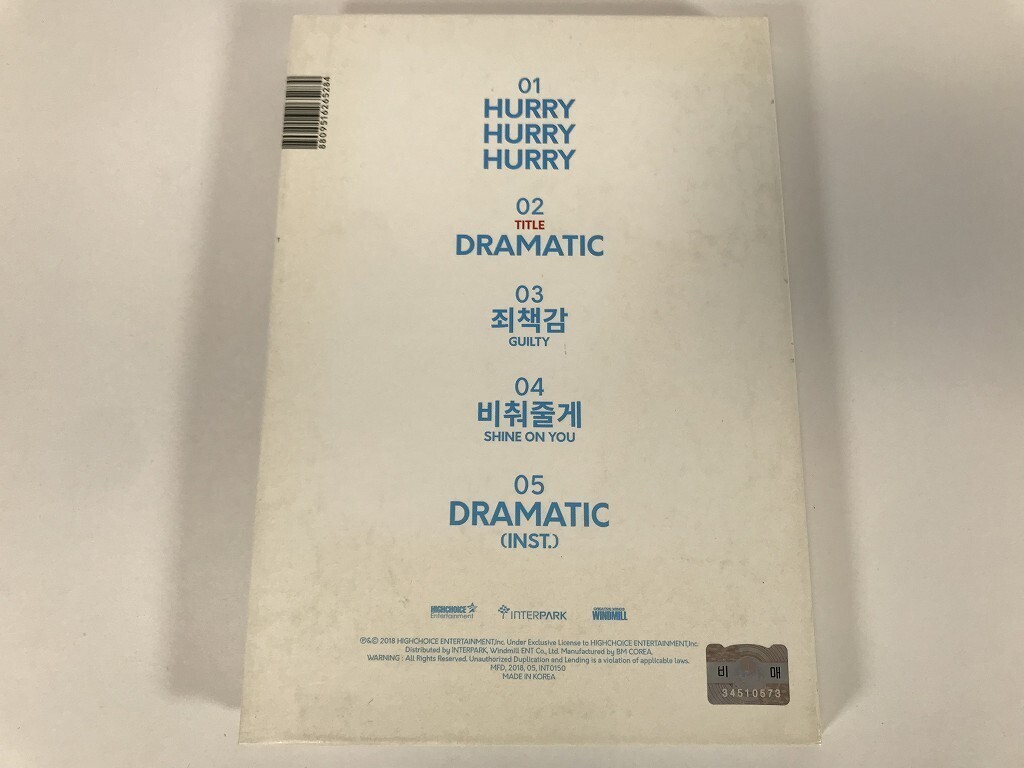 8809516265284
01
HURRY
HURRY
HURRY
02
TITLE
DRAMATIC
03
죄책감
GUILTY
04
비춰줄게
SHINE ON YOU
05
DRAMATIC
(INST.)
HIGHCHOICE
Entertainment
INTERPARK
WINDMILL
℗&© 2018 HIGHCHOICE ENTERTAINMENT,Inc. Under Exclusive License to HIGHCHOICE ENTERTAINMENT,Inc
Distributed by INTERPARK, Windmill ENT Co., Ltd. Manufactured by BM COREA.
WARNING : All Rights Reserved. Unauthorized Duplication and Lending is a violation of applicable laws.
MFD, 2018, 05, INT0150
MADE IN KOREA
비 매
34510573